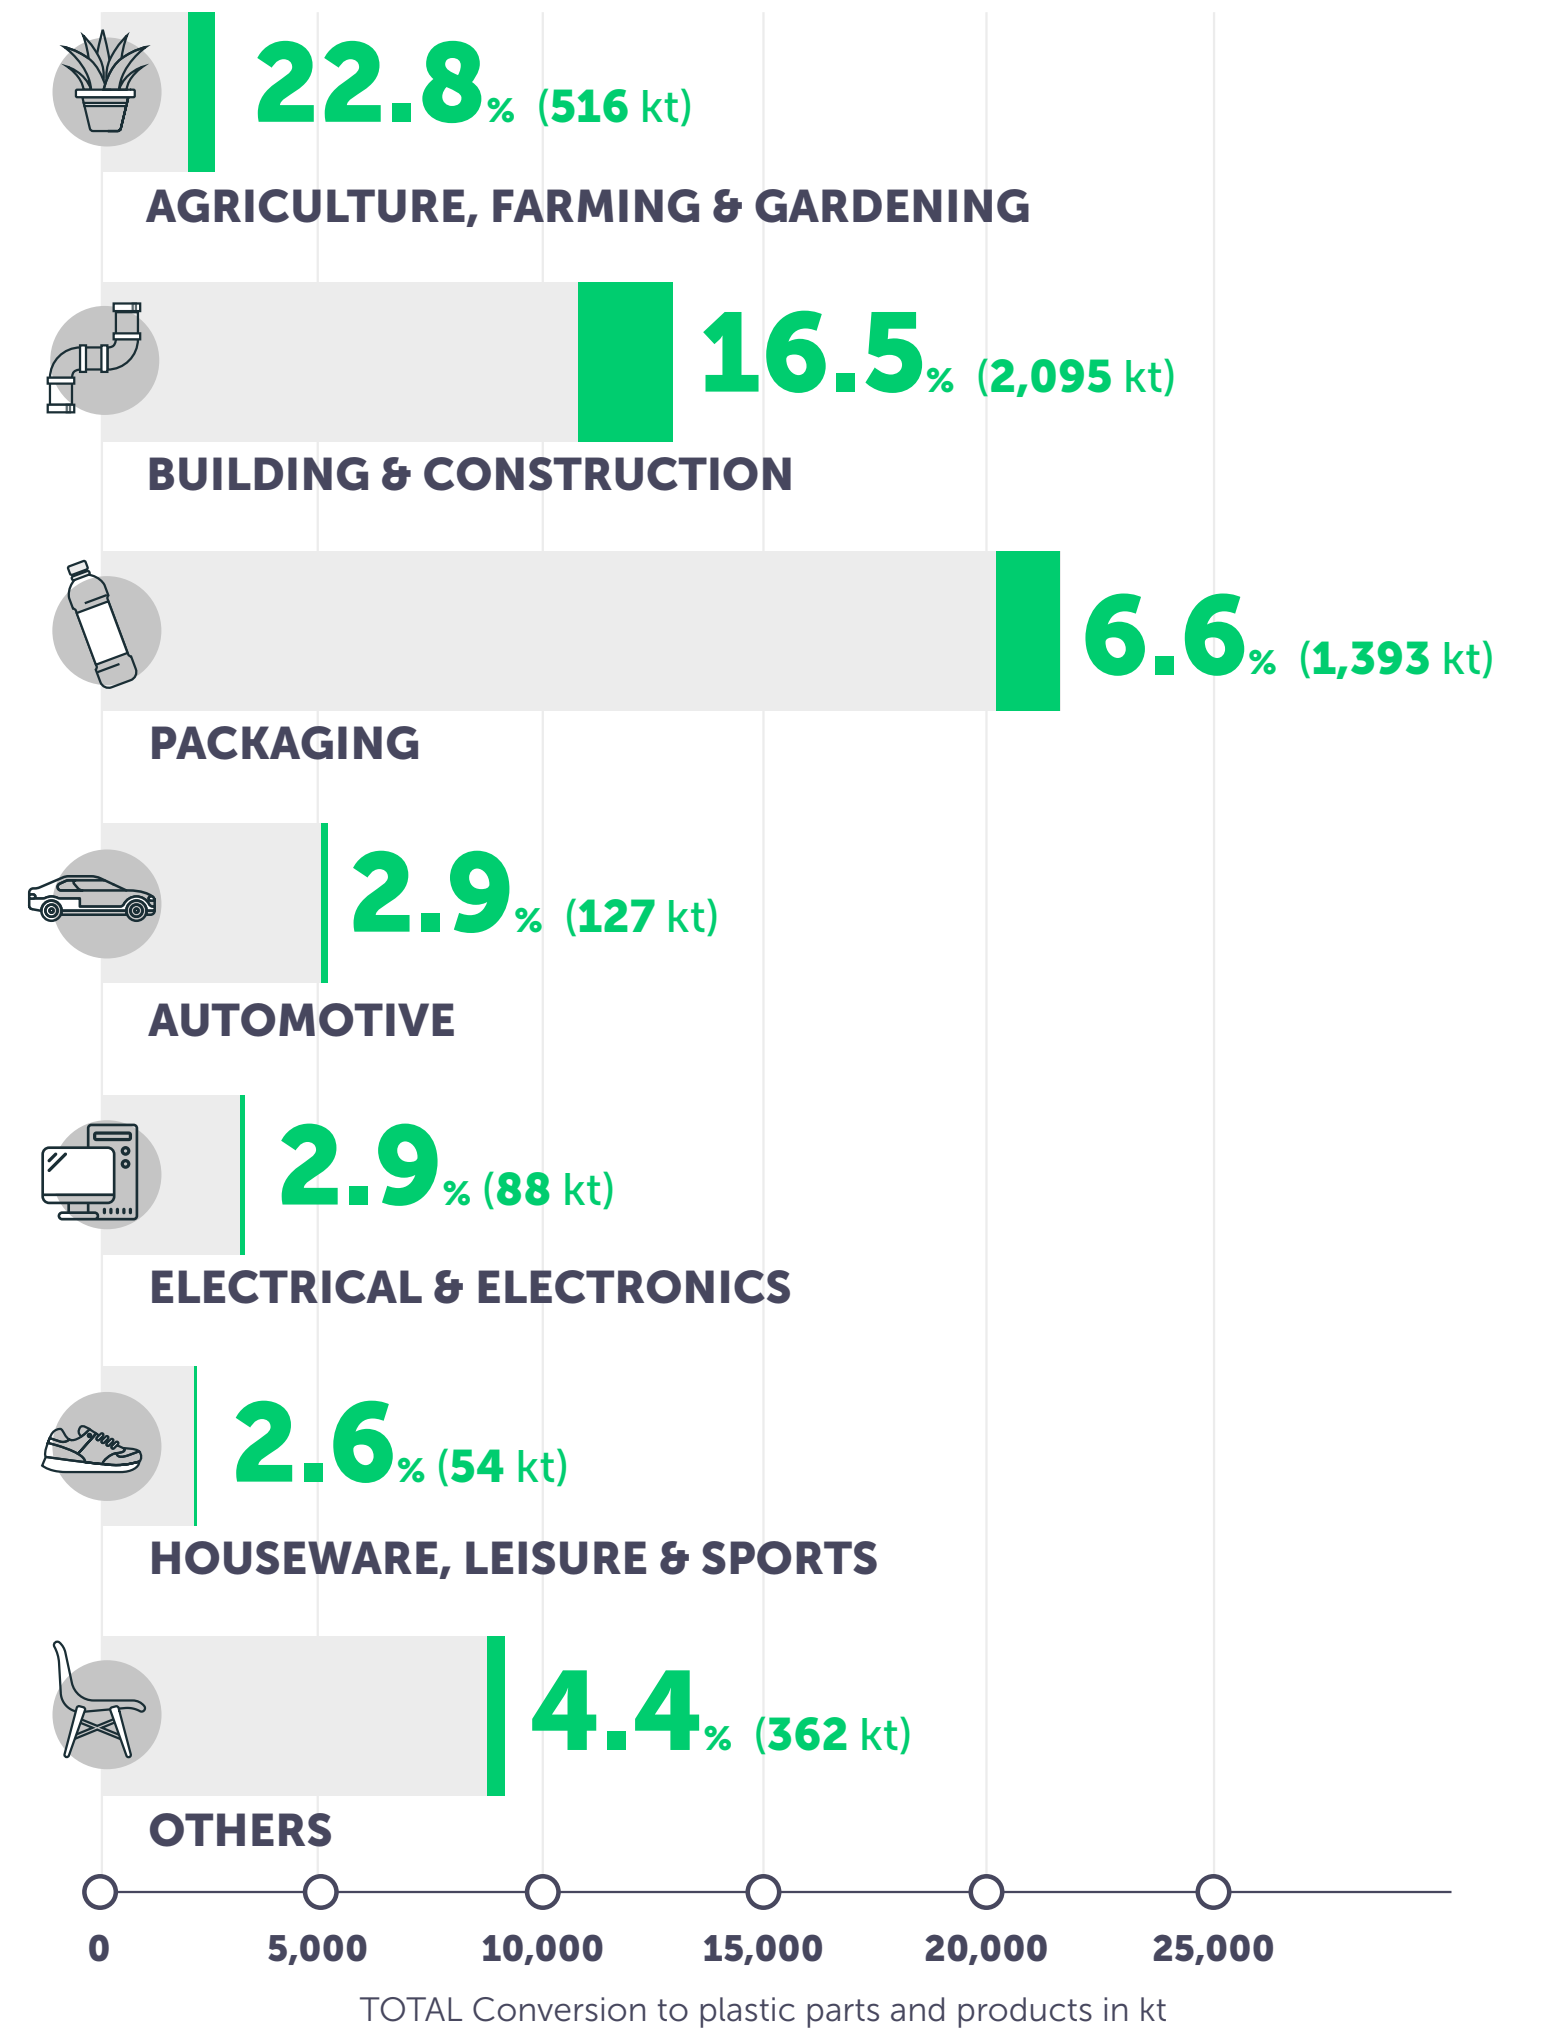 22.8% (516 kt)
AGRICULTURE, FARMING & GARDENING
16.5% (2,095 kt)
BUILDING & CONSTRUCTION
6.6% (1,393 kt)
PACKAGING
2.9% (127 kt)
AUTOMOTIVE
2.9% (88 kt)
ELECTRICAL & ELECTRONICS
2.6% (54 kt)
HOUSEWARE, LEISURE & SPORTS
4.4% (362 kt)
OTHERS
0 5,000 10,000 15,000 20,000 25,000
TOTAL Conversion to plastic parts and products in kt